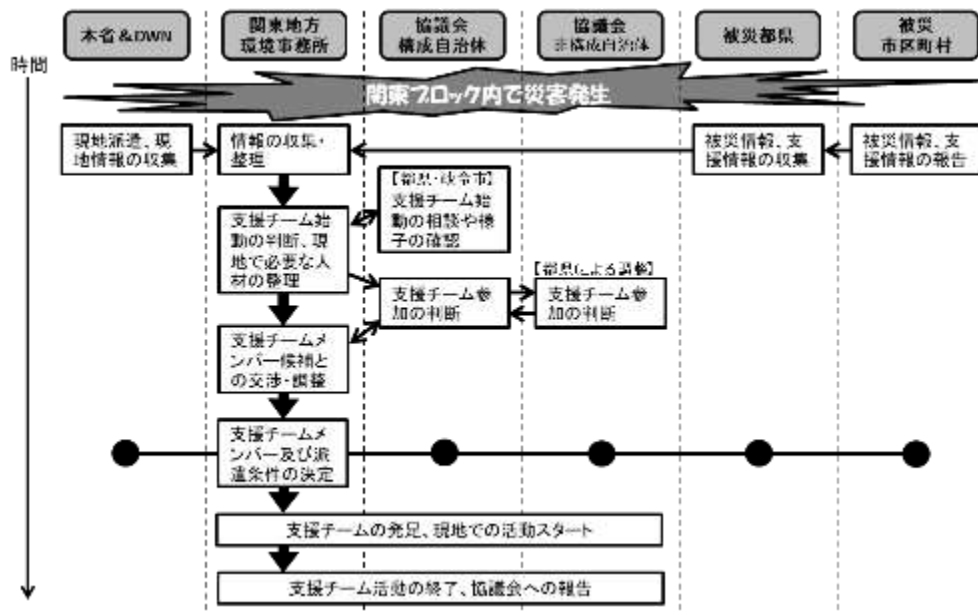 本省＆DWN
関東地方
環境事務所
協議会
構成自治体
協議会
非構成自治体
被災都県
被災
市区町村
時間
関東ブロック内で災害発生
現地派遣、現
地情報の収集
情報の収集・
整理
被災情報、支
援情報の収集
被災情報、支
援情報の報告
【都県・政令市】
支援チーム始
動の相談や様
子の確認
支援チーム始
動の判断、現
地で必要な人
材の整理
【都県による調整】
支援チーム参
加の判断
支援チーム参
加の判断
支援チームメ
ンバー候補と
の交渉・調整
支援チームメ
ンバー及び派
遣条件の決定
支援チームの発足、現地での活動スタート
支援チーム活動の終了、協議会への報告